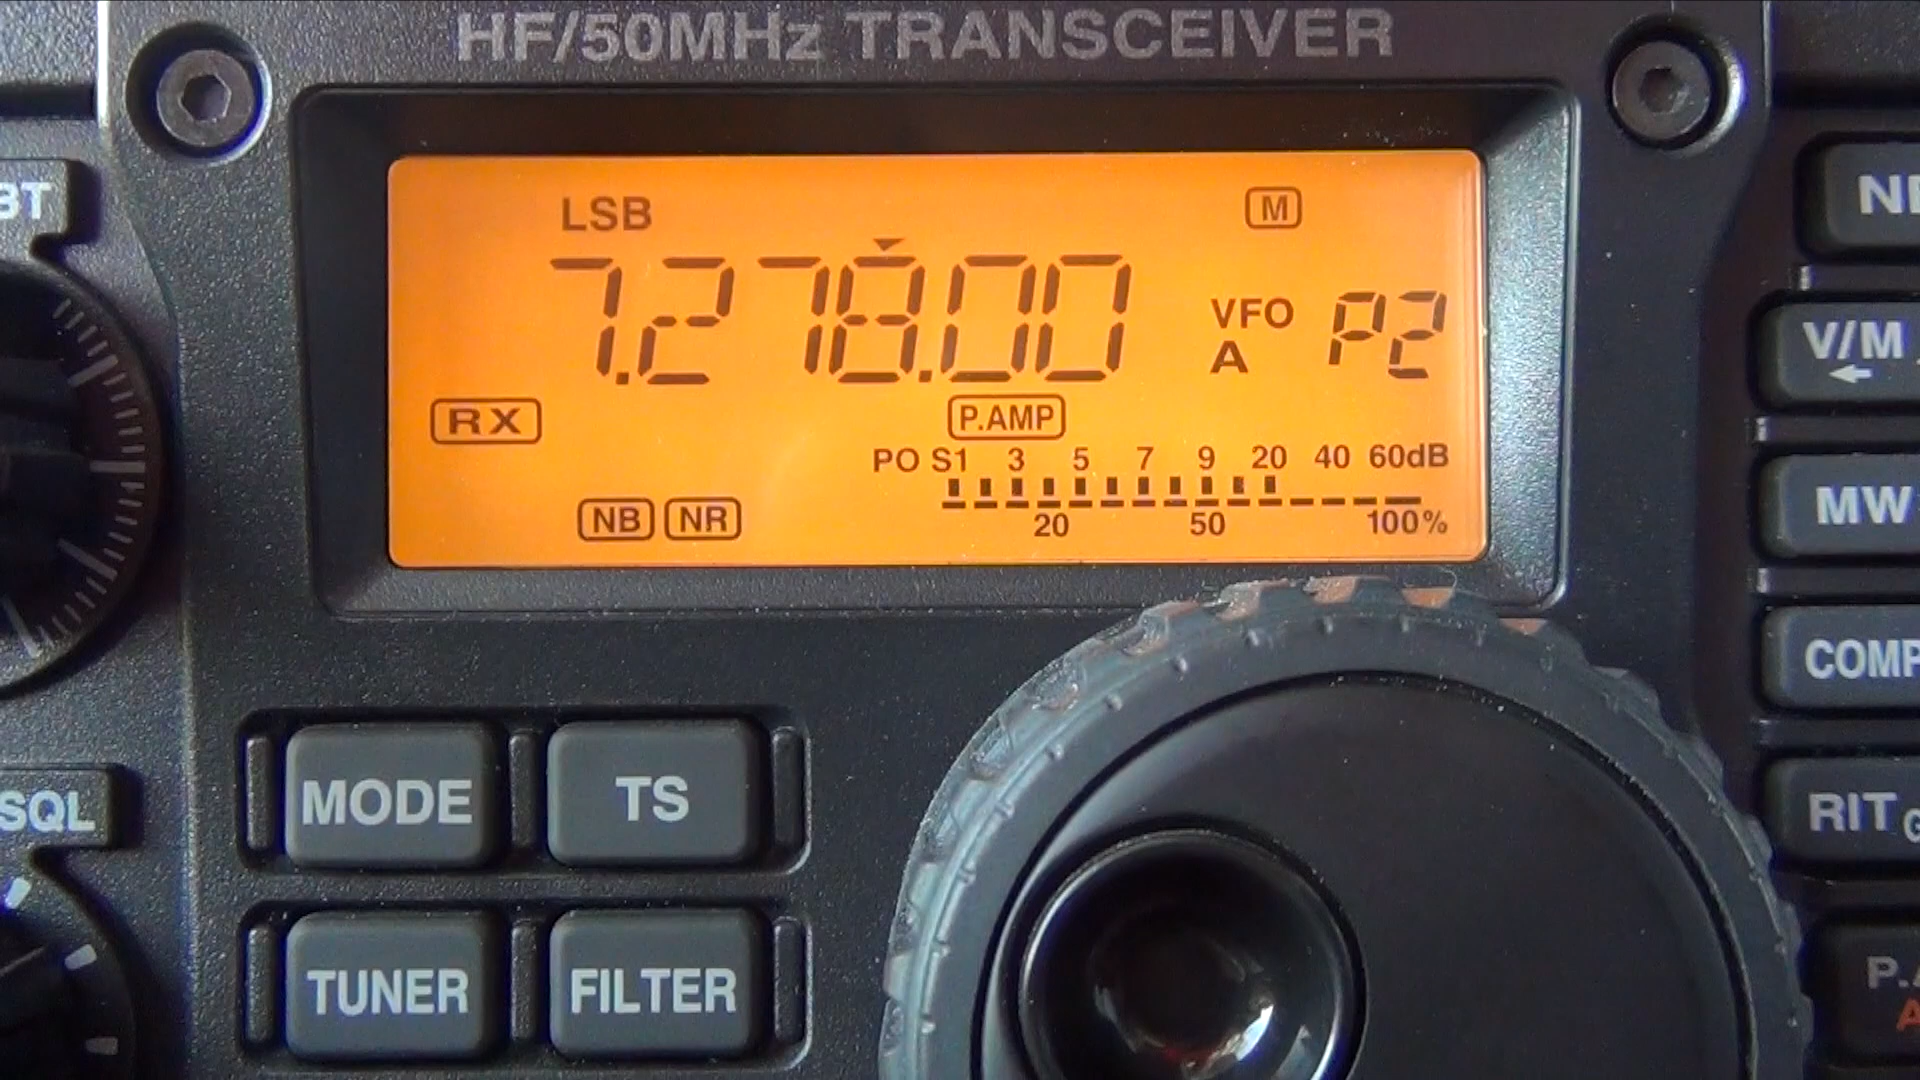 HF/50MHz TRANSCEIVER
LSB M
7.278.00 VFO A P2
RX P.AMP
PO S1 3 5 7 9 20 40 60dB
NB NR 20 50 100%
BT
V/M
MW
COMP
MODE TS
SQL
RIT
TUNER FILTER